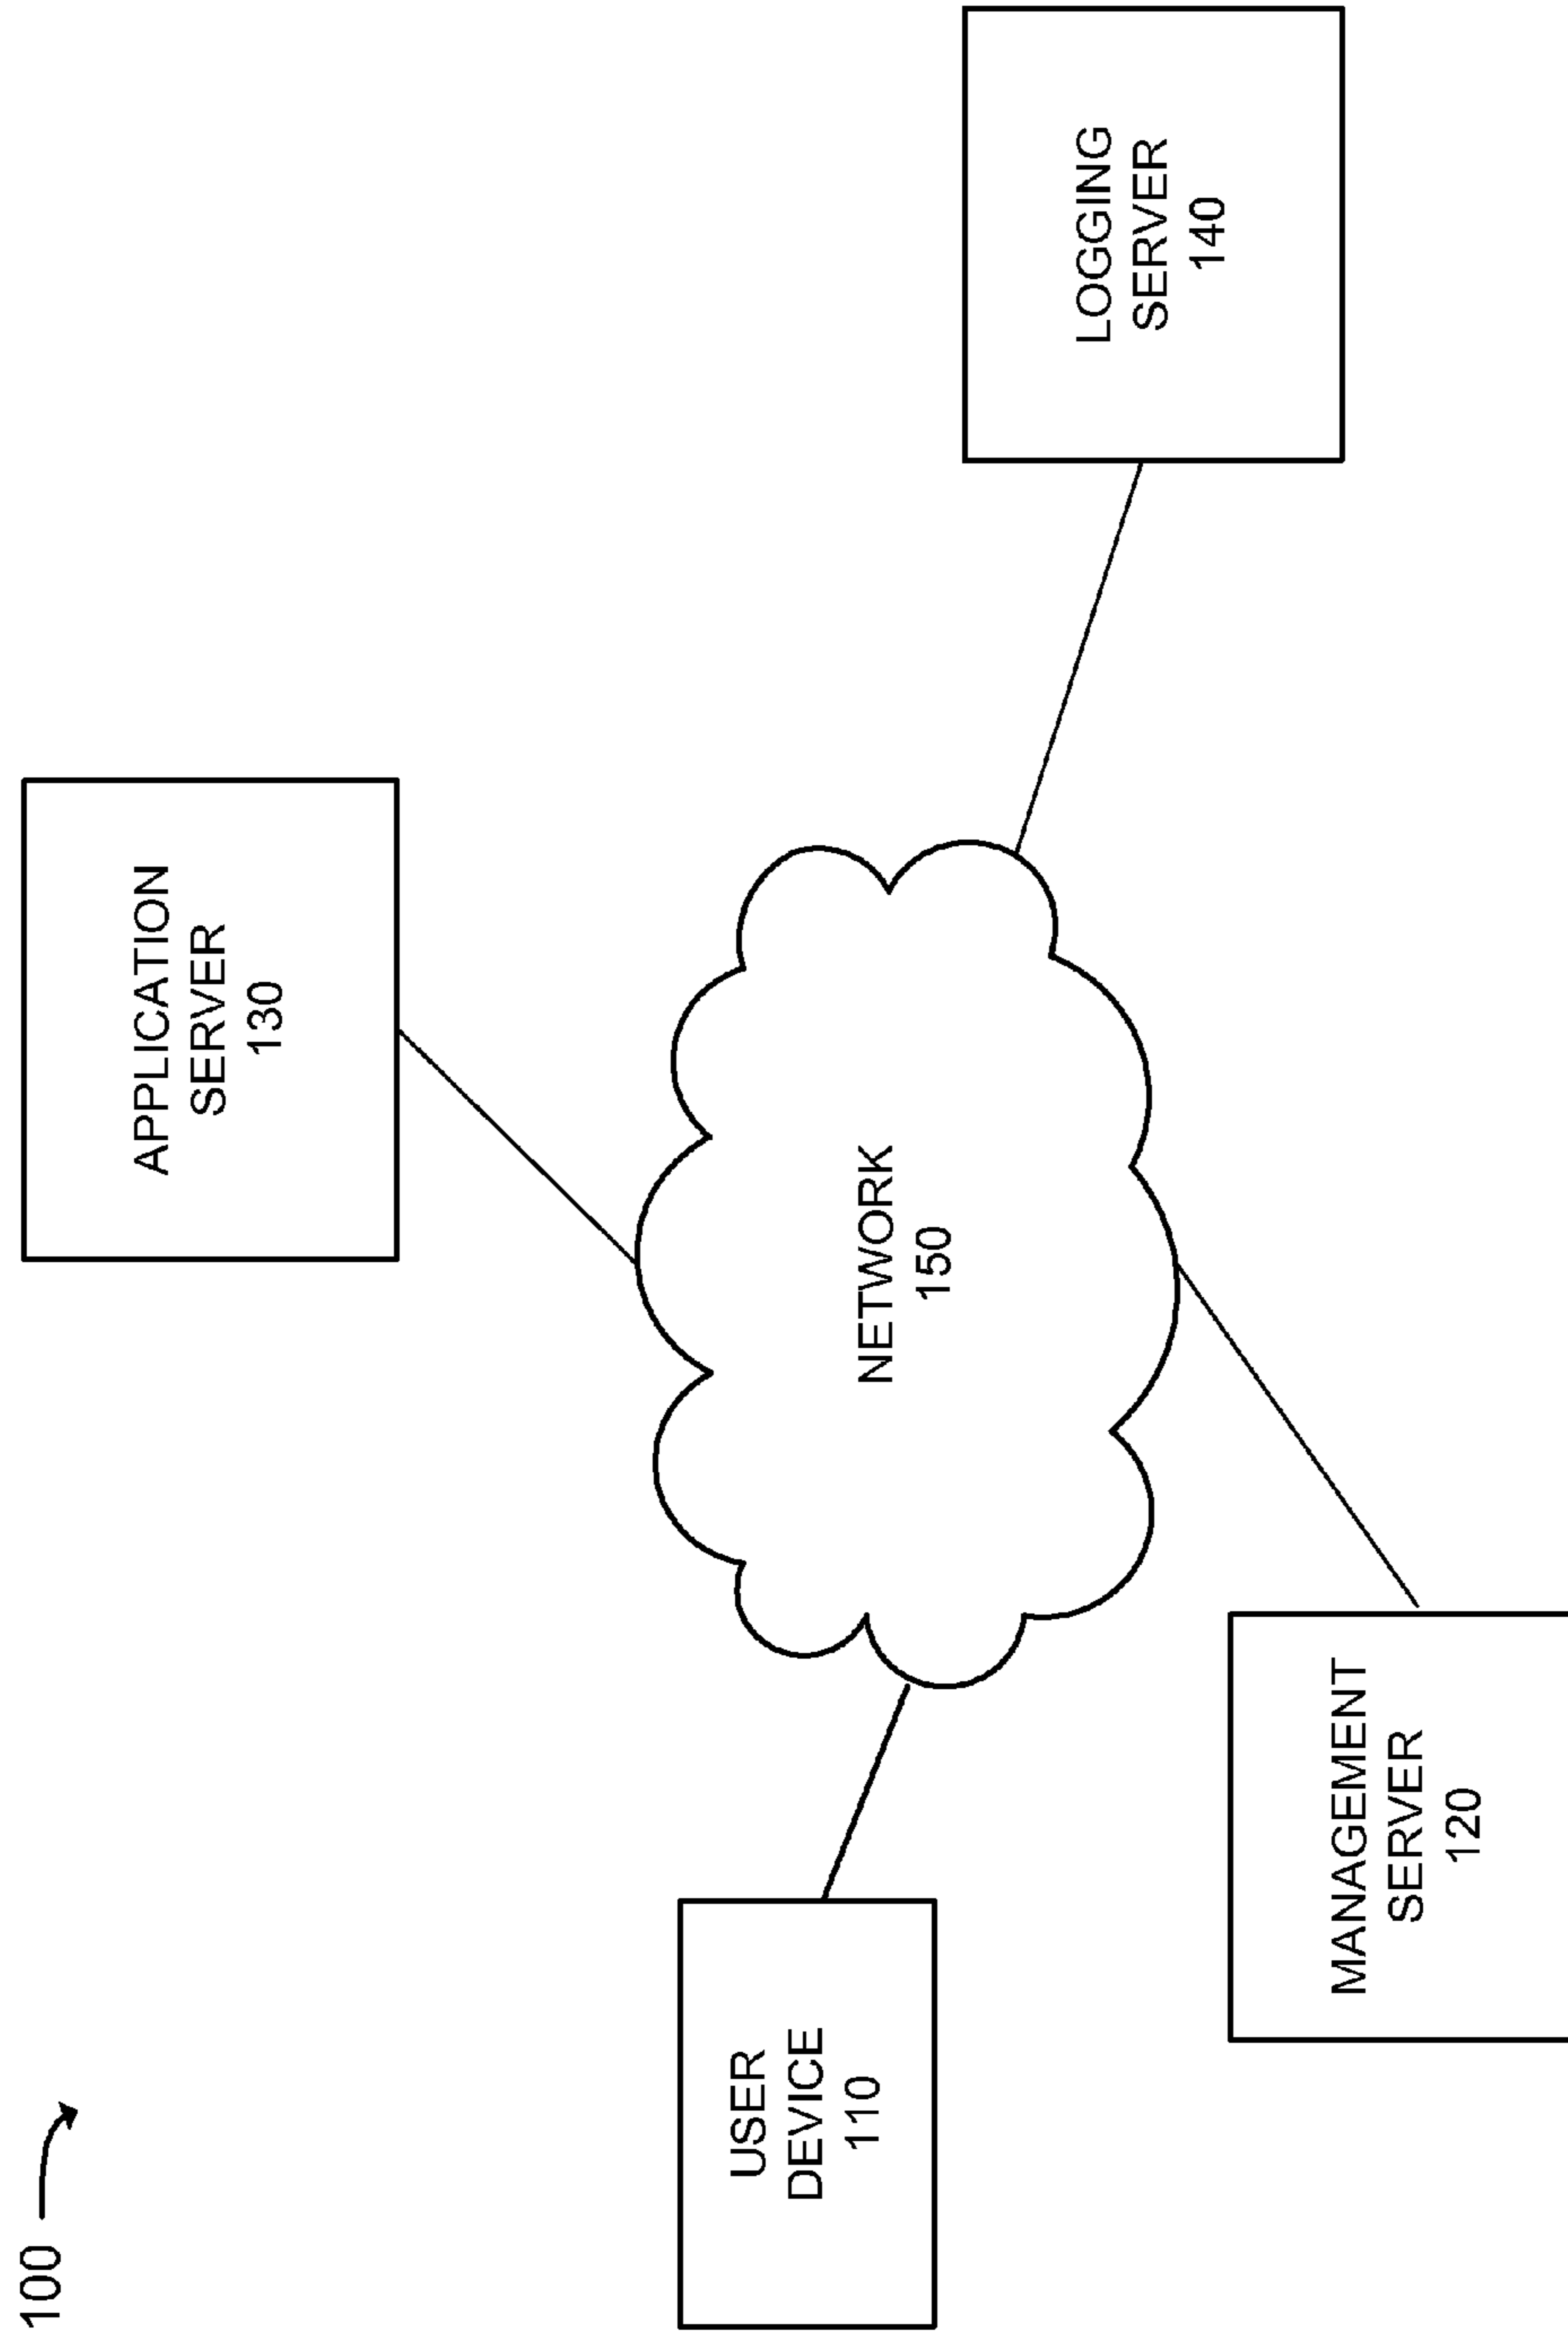 100
APPLICATION
SERVER
130
USER
DEVICE
110
NETWORK
150
LOGGING
SERVER
140
MANAGEMENT
SERVER
120